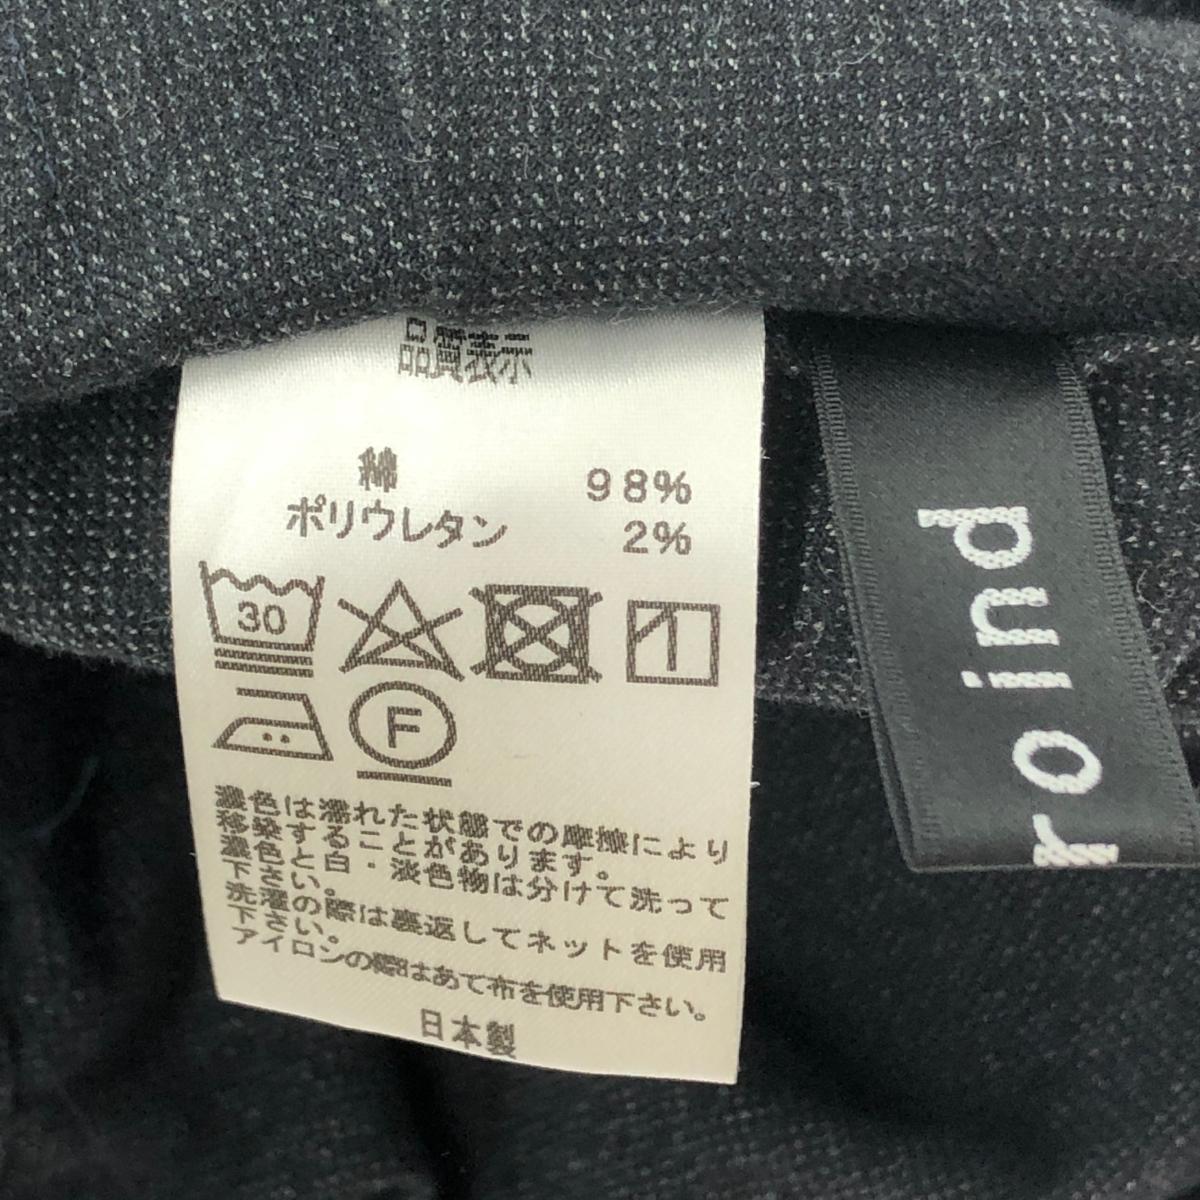 品質表示
綿 98%
ポリウレタン 2%
30
F
濃色は濡れた状態での摩擦により
移染することがあります。
濃色と白・淡色物は分けて洗って
下さい。
洗濯の際は裏返してネットを使用
下さい。
アイロンの際はあて布を使用下さい。
日本製
roind